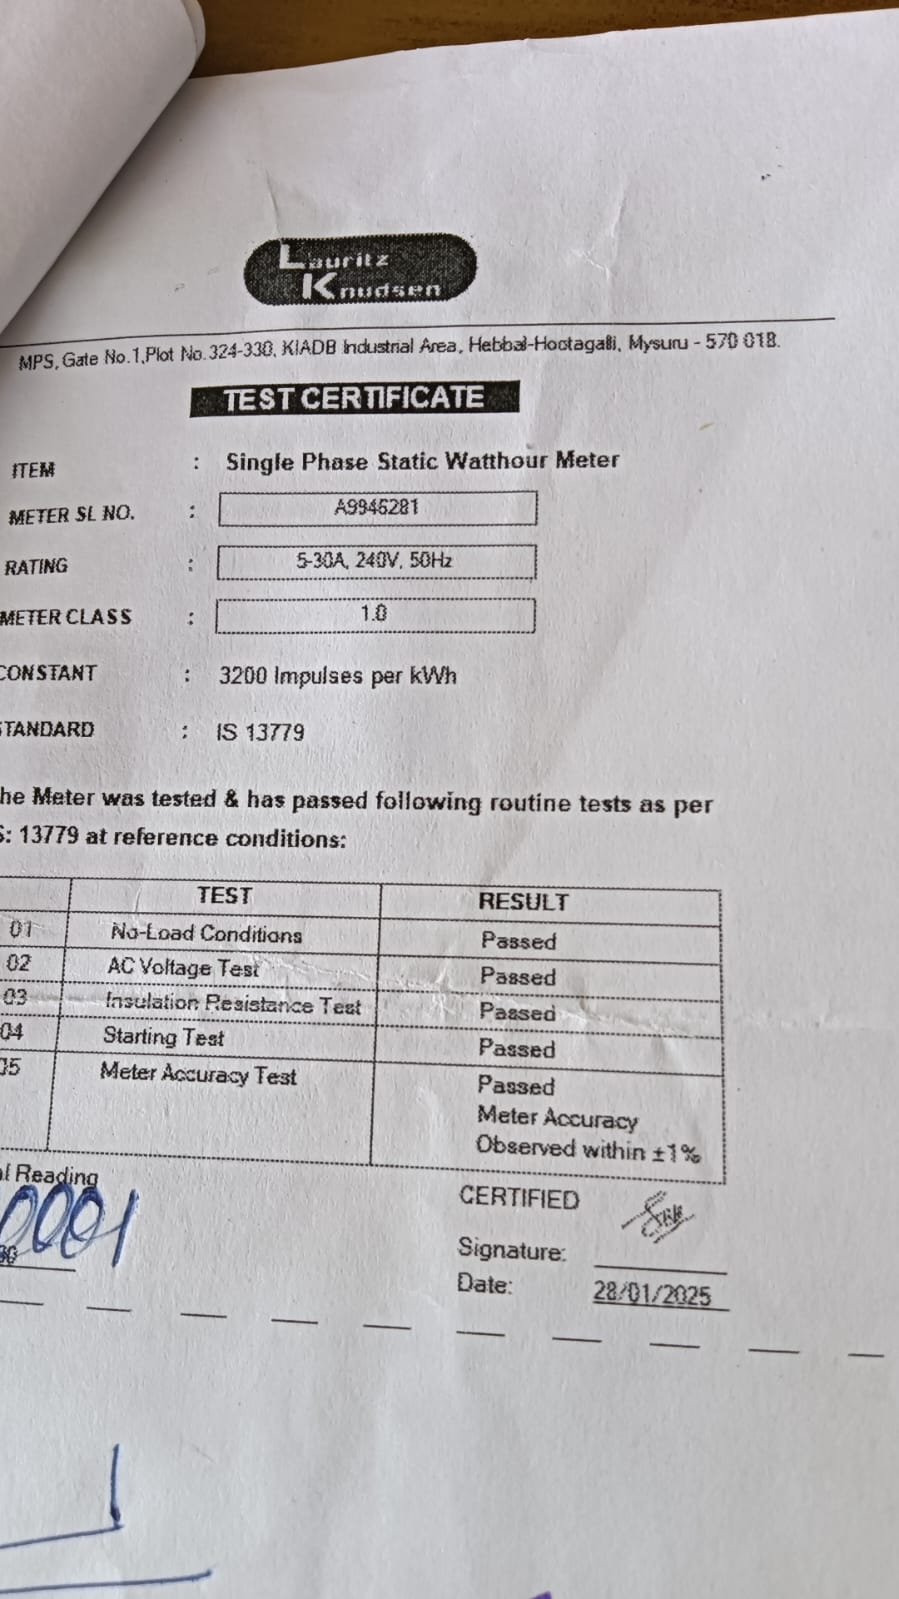 Lauritz
Knudsen
MPS, Gate No.1,Plot No.324-330, KIADB Industrial Area, Hebbal-Hootagalli, Mysuru - 570 018.
TEST CERTIFICATE
ITEM : Single Phase Static Watthour Meter
METER SL NO. : A9946281
RATING : 5-30A, 240V, 50Hz
METER CLASS : 1.0
CONSTANT : 3200 Impulses per kWh
STANDARD : IS 13779
he Meter was tested & has passed following routine tests as per
S: 13779 at reference conditions:
TEST RESULT
01 No-Load Conditions Passed
02 AC Voltage Test Passed
03 Insulation Resistance Test Passed
04 Starting Test Passed
05 Meter Accuracy Test Passed
Meter Accuracy
Observed within ±1%
al Reading
0001
CERTIFIED
Signature:
Date: 28/01/2025